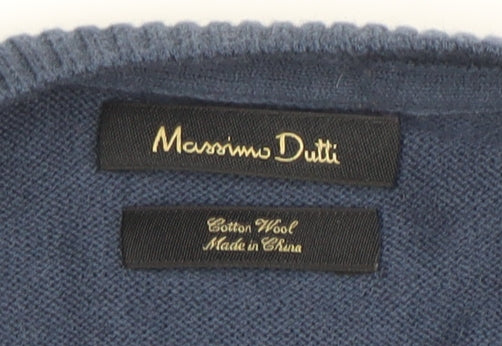 Massimo Dutti
Cotton Wool
Made in China